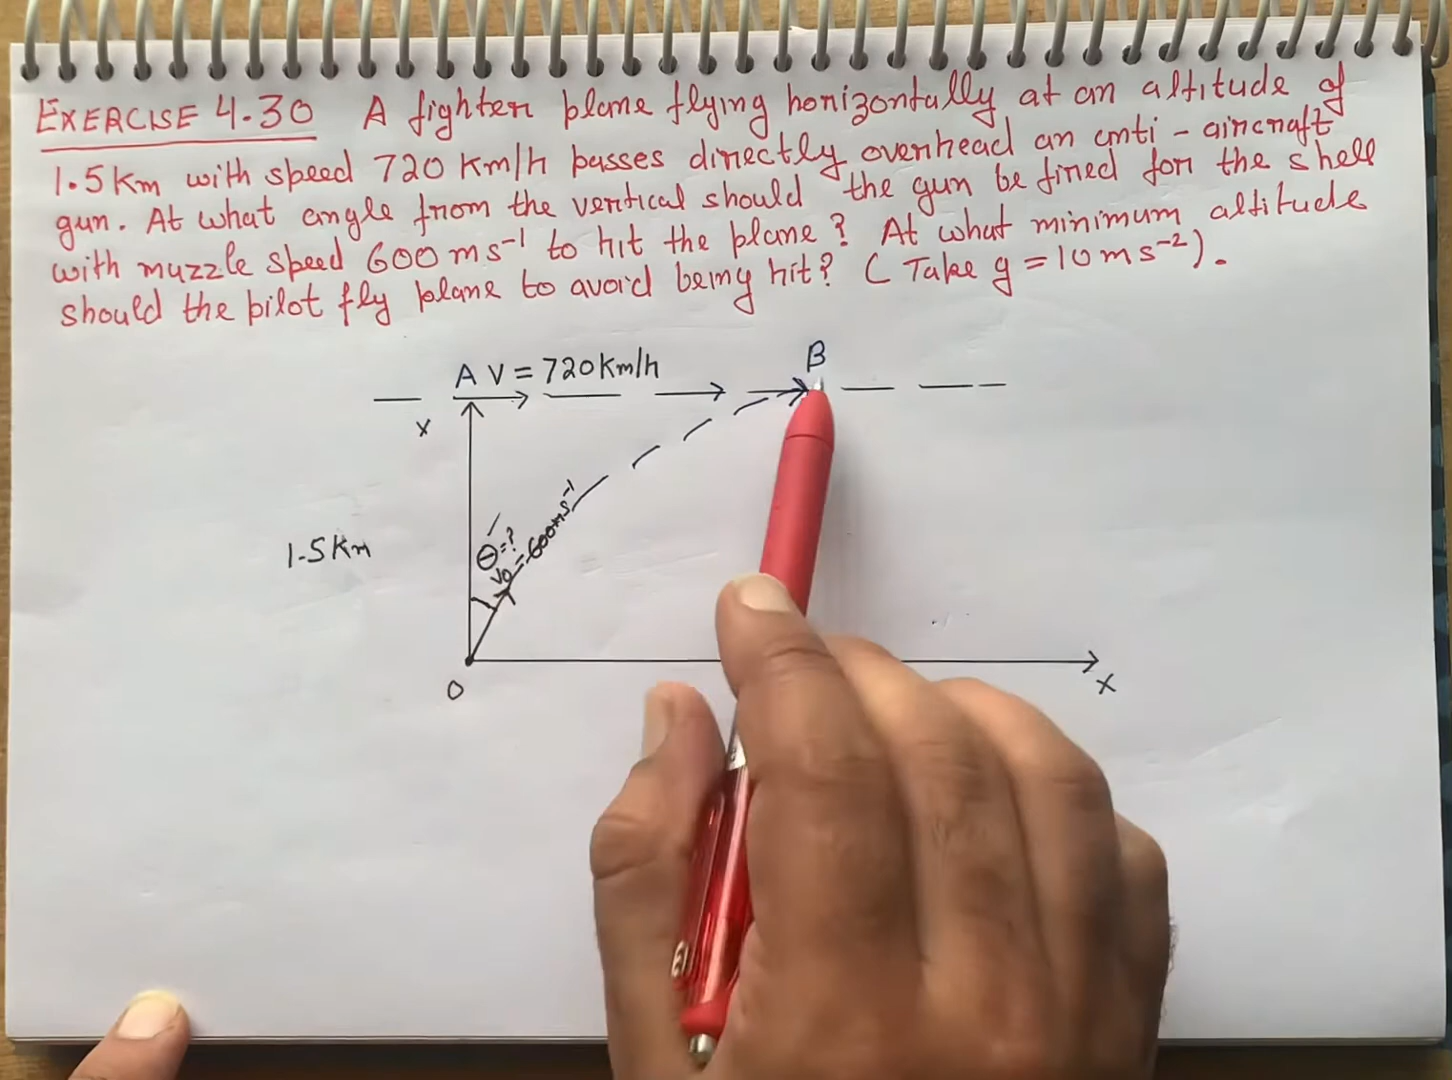 EXERCISE 4.30 A fighter plane flying horizontally at an altitude of
1.5 Km with speed 720 Km/h passes directly overhead an anti-aircraft
gun. At what angle from the vertical should the gun be fired for the shell
with muzzle speed 600 ms⁻¹ to hit the plane? At what minimum altitude
should the pilot fly plane to avoid being hit? (Take g = 10 ms⁻²).
A V = 720 Km/h
B
X
1.5 Km
θ = ?
V₀ = 600 ms⁻¹
O
X